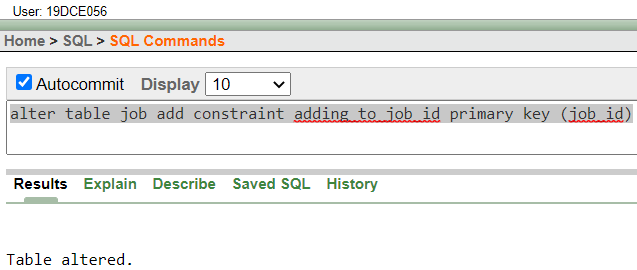 User: 19DCE056
Home > SQL > SQL Commands
Autocommit Display 10
alter table job add constraint adding_to_job_id primary key (job_id)
Results Explain Describe Saved SQL History
Table altered.